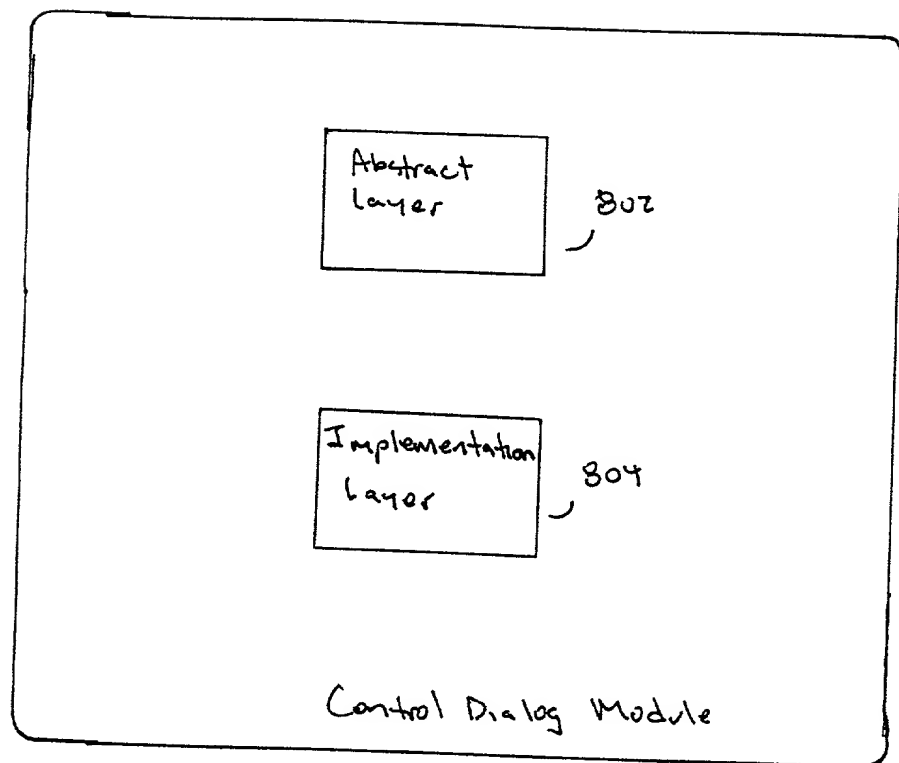 Abstract
Layer
802
Implementation
Layer
804
Control Dialog Module